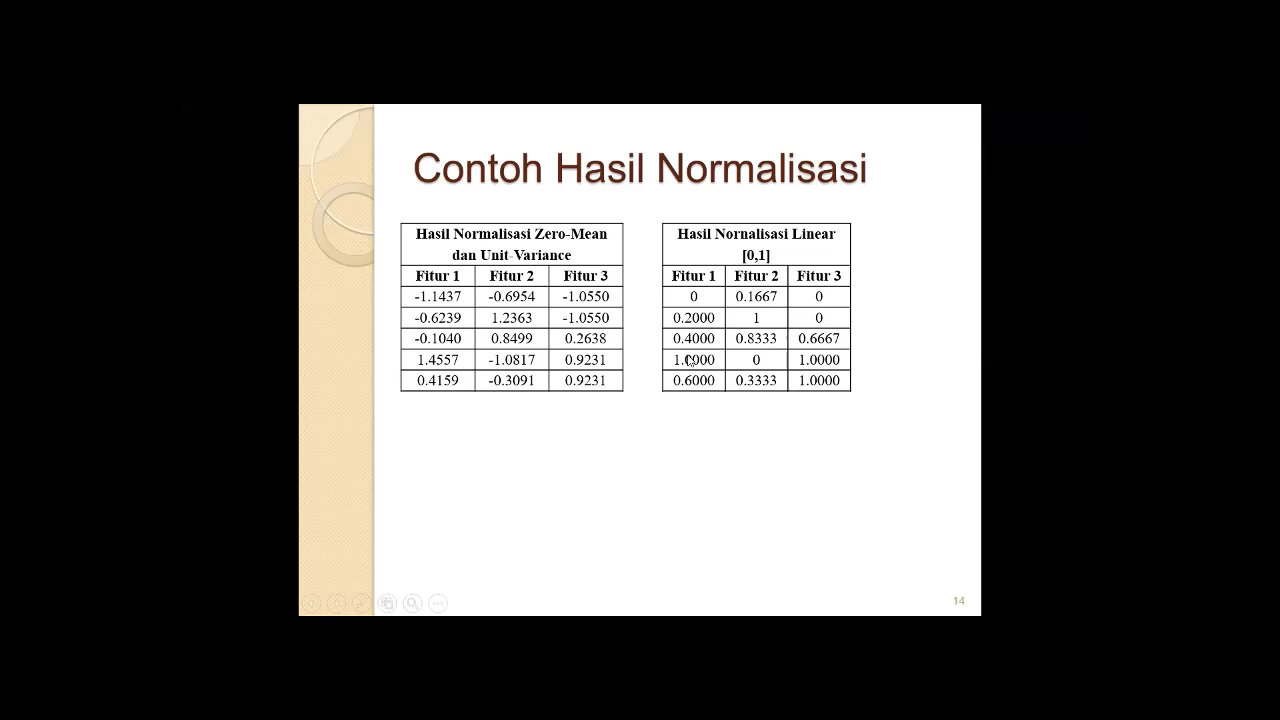 Contoh Hasil Normalisasi
Hasil Normalisasi Zero-Mean
dan Unit-Variance
Fitur 1 Fitur 2 Fitur 3
-1.1437 -0.6954 -1.0550
-0.6239 1.2363 -1.0550
-0.1040 0.8499 0.2638
1.4557 -1.0817 0.9231
0.4159 -0.3091 0.9231
Hasil Nornalisasi Linear
[0,1]
Fitur 1 Fitur 2 Fitur 3
0 0.1667 0
0.2000 1 0
0.4000 0.8333 0.6667
1.0000 0 1.0000
0.6000 0.3333 1.0000
14